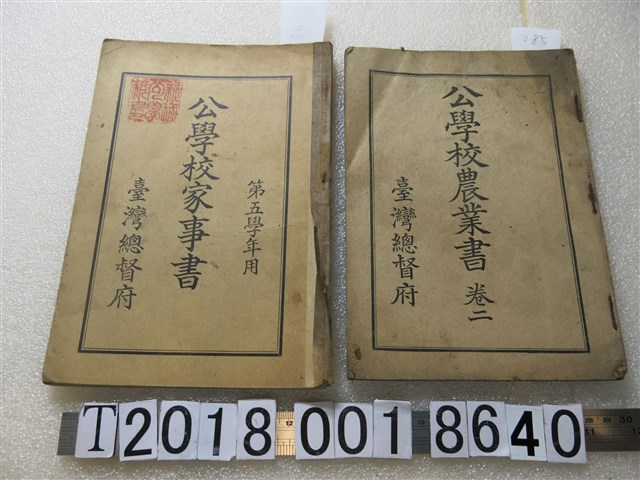 285
公學校家事書
第五學年用
臺灣總督府
公學校農業書 卷二
臺灣總督府
T2018 001 8640